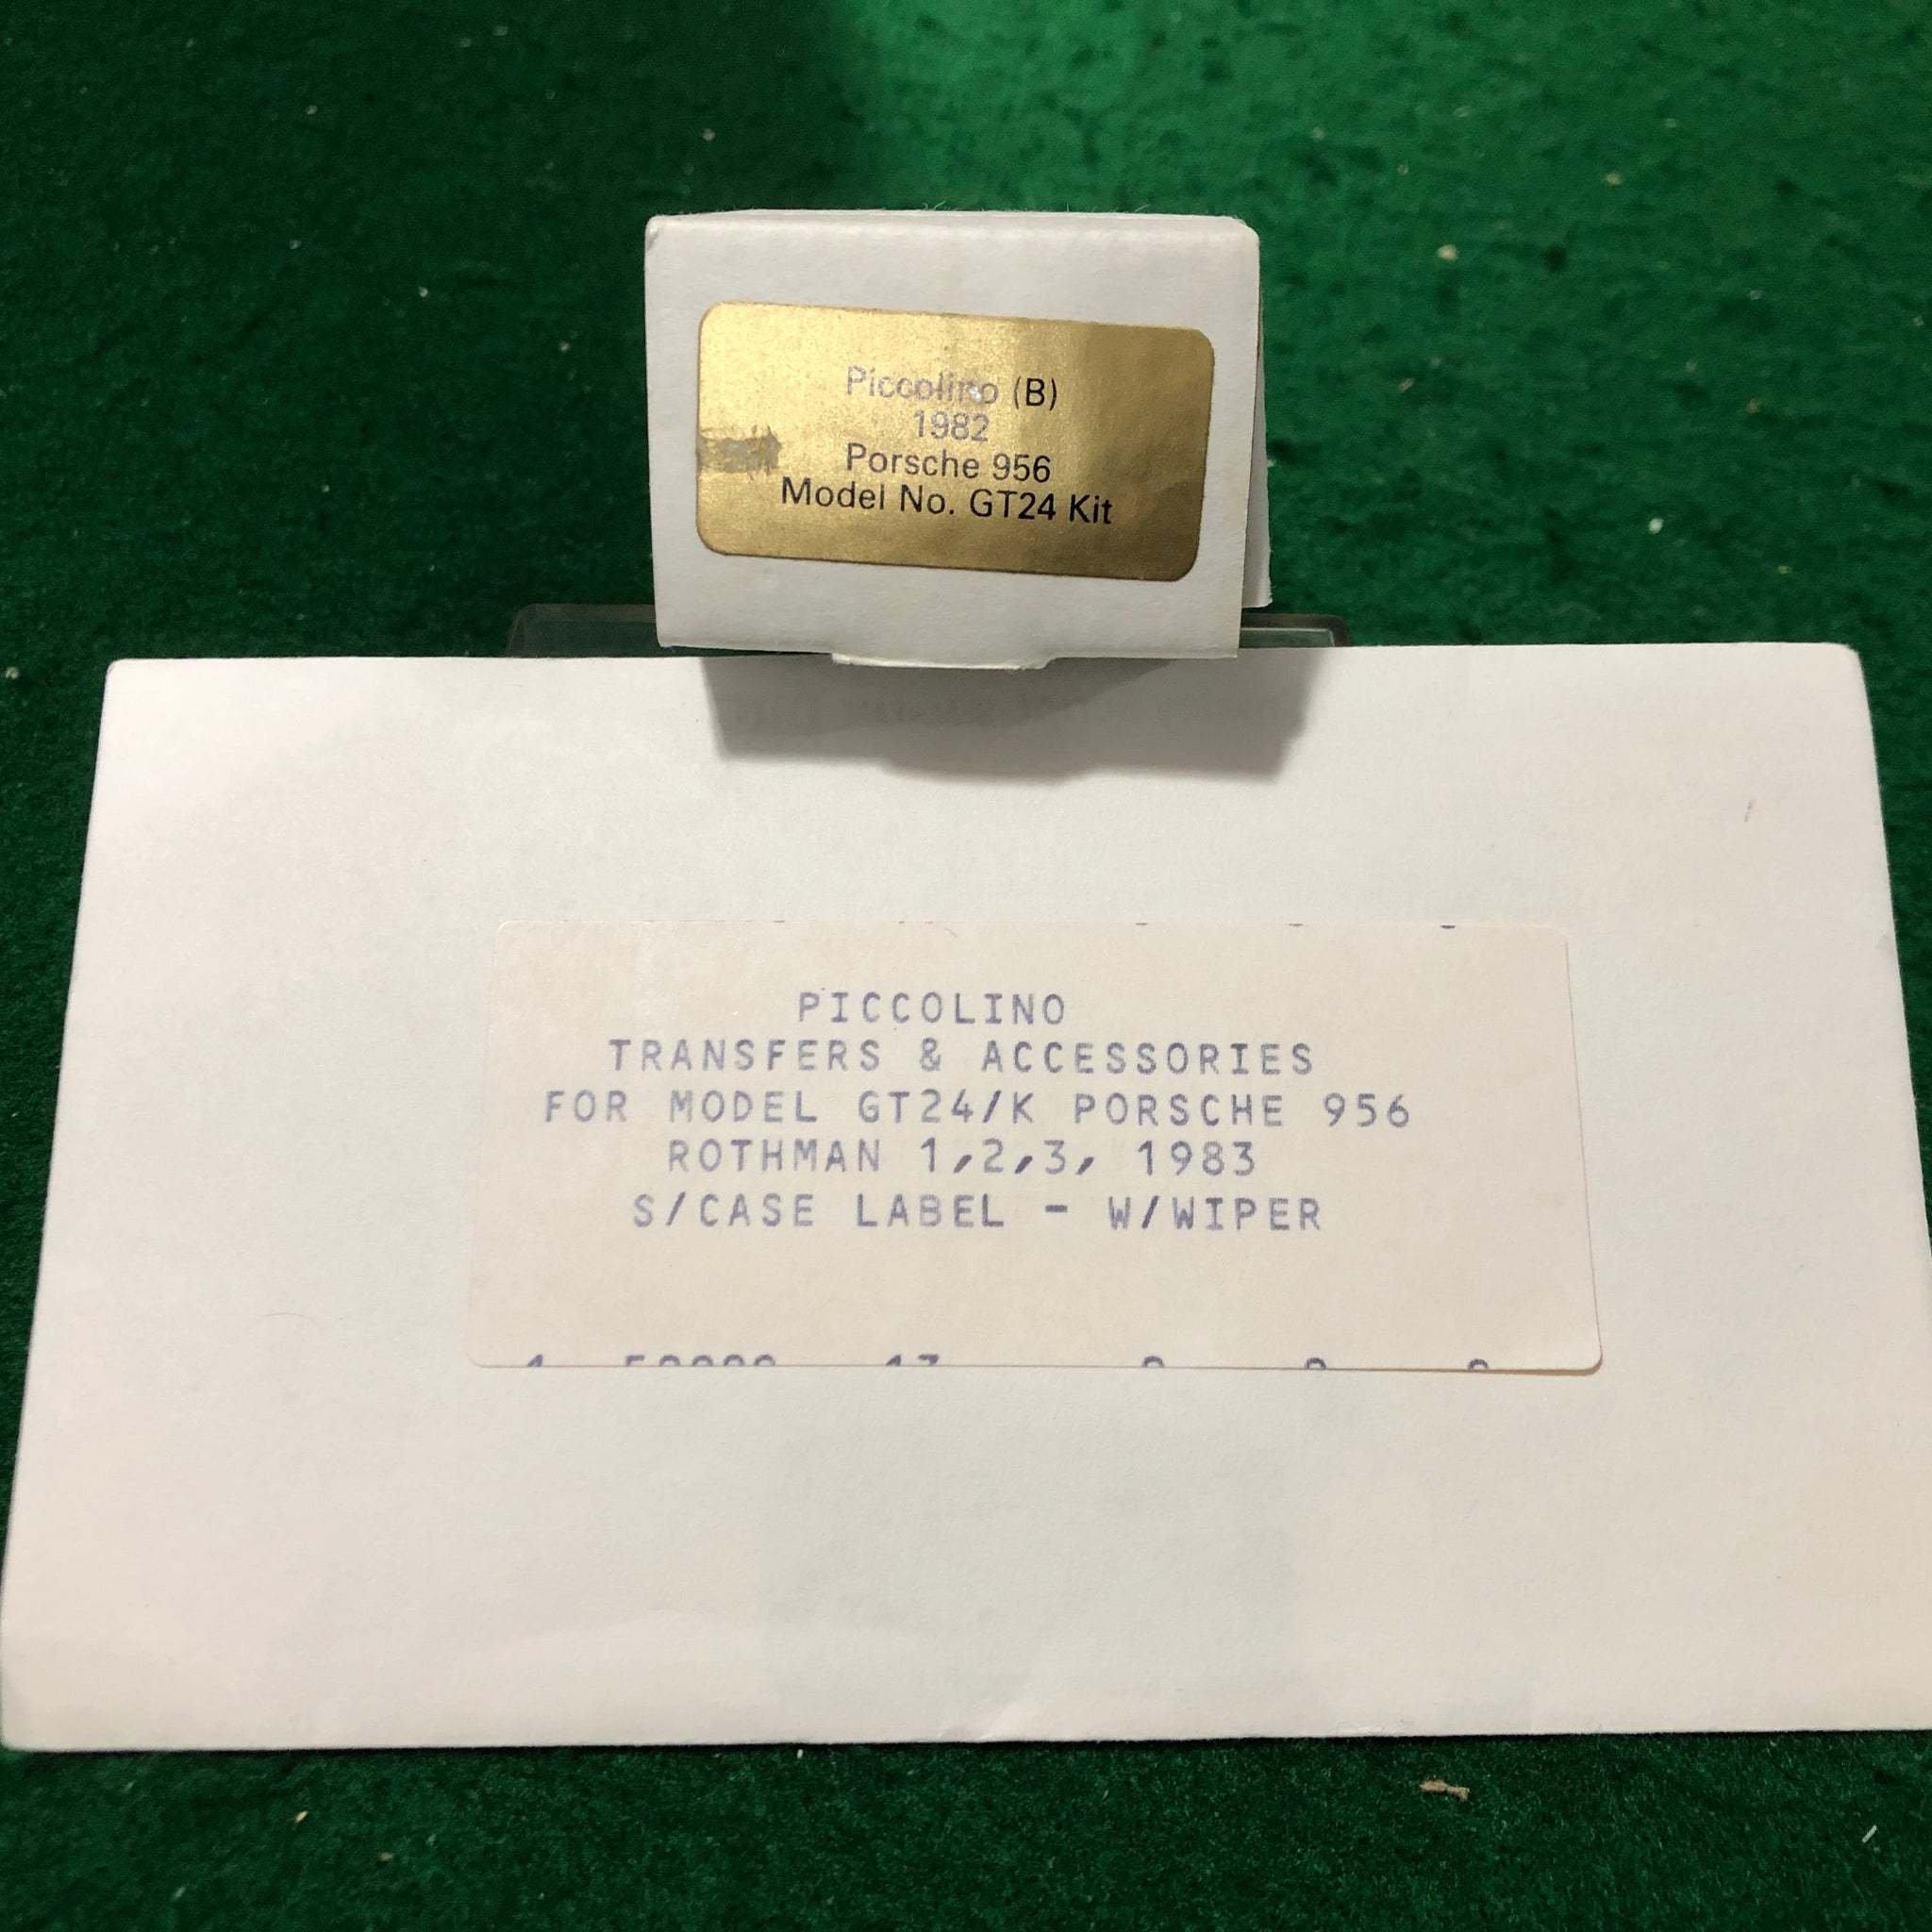 Piccolino (B)
1982
Porsche 956
Model No. GT24 Kit
PICCOLINO
TRANSFERS & ACCESSORIES
FOR MODEL GT24/K PORSCHE 956
ROTHMAN 1,2,3, 1983
S/CASE LABEL - W/WIPER